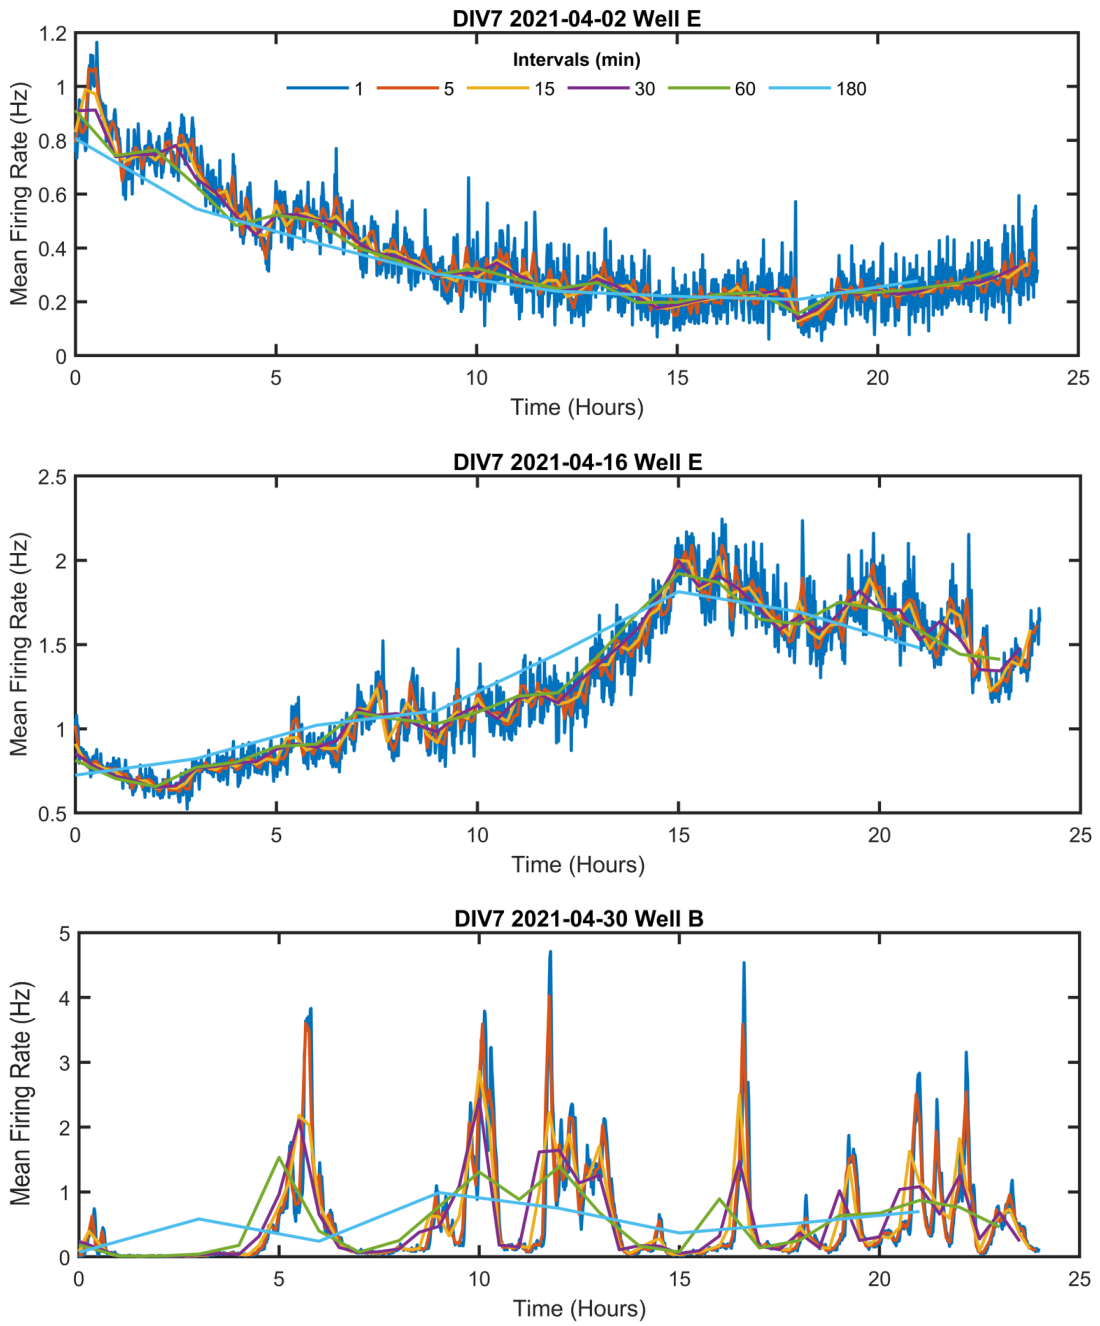 DIV7 2021-04-02 Well E
Intervals (min)
1 5 15 30 60 180
Mean Firing Rate (Hz)
1.2
1
0.8
0.6
0.4
0.2
0
0 5 10 15 20 25
Time (Hours)
DIV7 2021-04-16 Well E
Mean Firing Rate (Hz)
2.5
2
1.5
1
0.5
0 5 10 15 20 25
Time (Hours)
DIV7 2021-04-30 Well B
Mean Firing Rate (Hz)
5
4
3
2
1
0
0 5 10 15 20 25
Time (Hours)